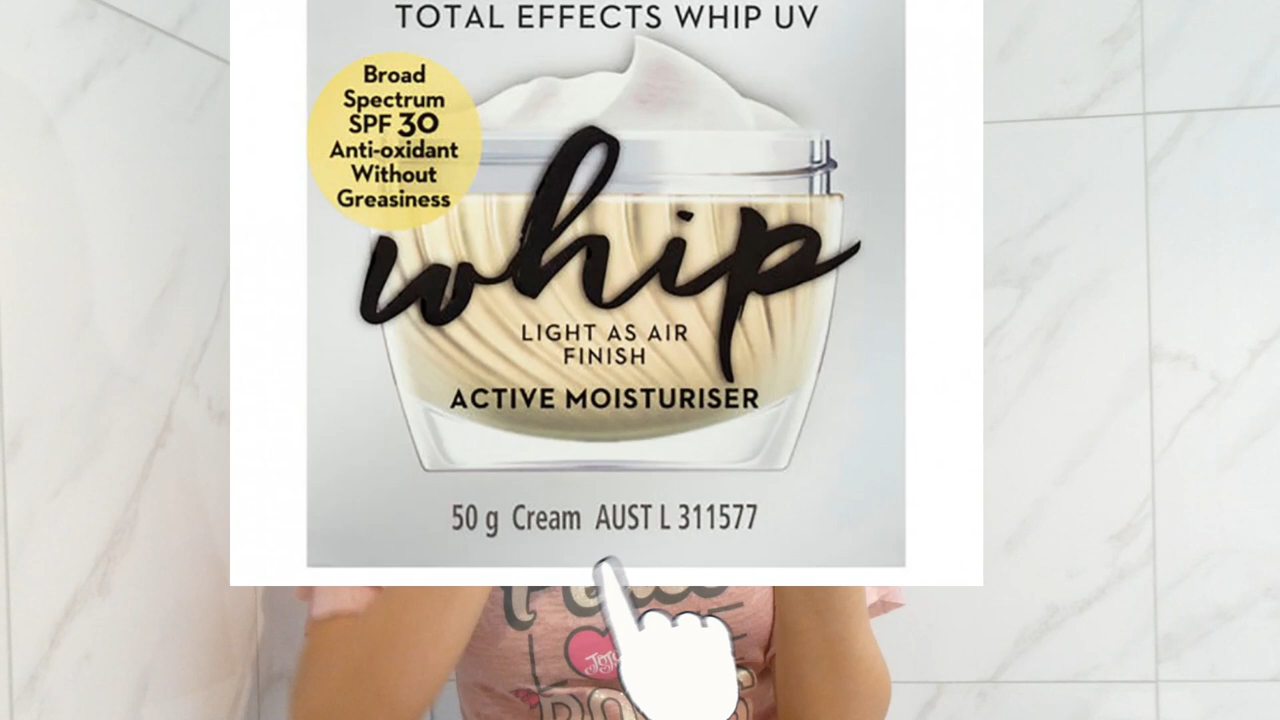 TOTAL EFFECTS WHIP UV
Broad
Spectrum
SPF 30
Anti-oxidant
Without
Greasiness
whip
LIGHT AS AIR
FINISH
ACTIVE MOISTURISER
50 g Cream AUST L 311577